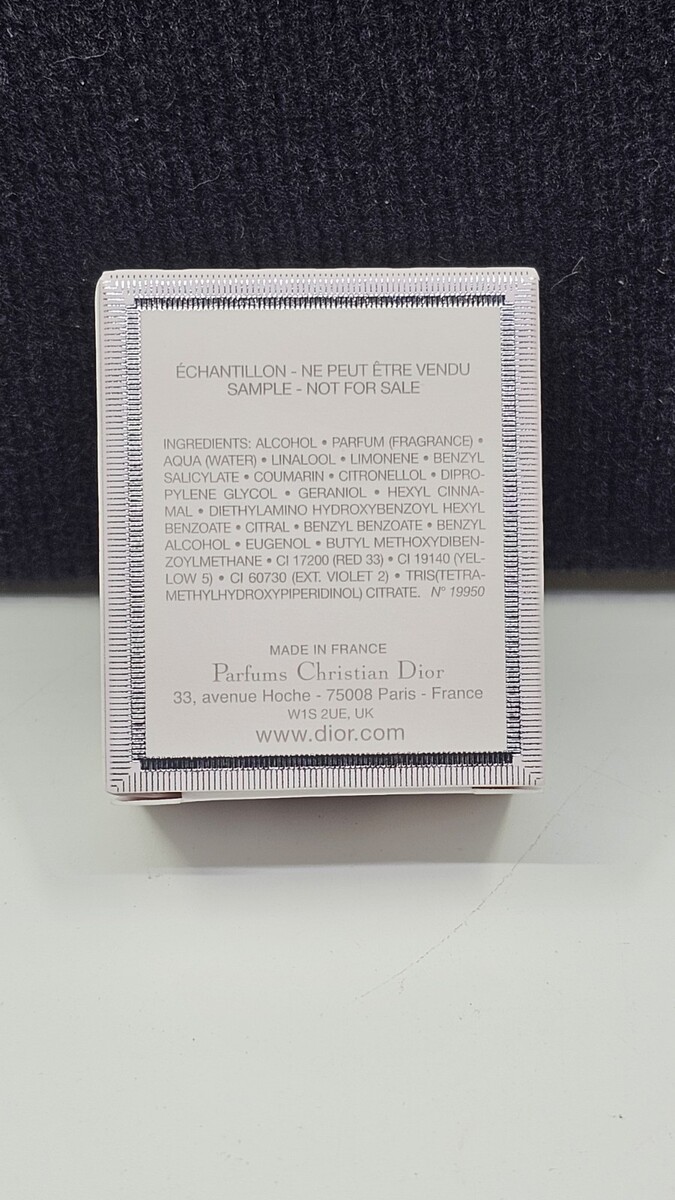 ÉCHANTILLON - NE PEUT ÊTRE VENDU
SAMPLE - NOT FOR SALE
INGREDIENTS: ALCOHOL • PARFUM (FRAGRANCE) •
AQUA (WATER) • LINALOOL • LIMONENE • BENZYL
SALICYLATE • COUMARIN • CITRONELLOL • DIPRO-
PYLENE GLYCOL • GERANIOL • HEXYL CINNA-
MAL • DIETHYLAMINO HYDROXYBENZOYL HEXYL
BENZOATE • CITRAL • BENZYL BENZOATE • BENZYL
ALCOHOL • EUGENOL • BUTYL METHOXYDIBEN-
ZOYLMETHANE • CI 17200 (RED 33) • CI 19140 (YEL-
LOW 5) • CI 60730 (EXT. VIOLET 2) • TRIS(TETRA-
METHYLHYDROXYPIPERIDINOL) CITRATE. N° 19950
MADE IN FRANCE
Parfums Christian Dior
33, avenue Hoche - 75008 Paris - France
W1S 2UE, UK
www.dior.com